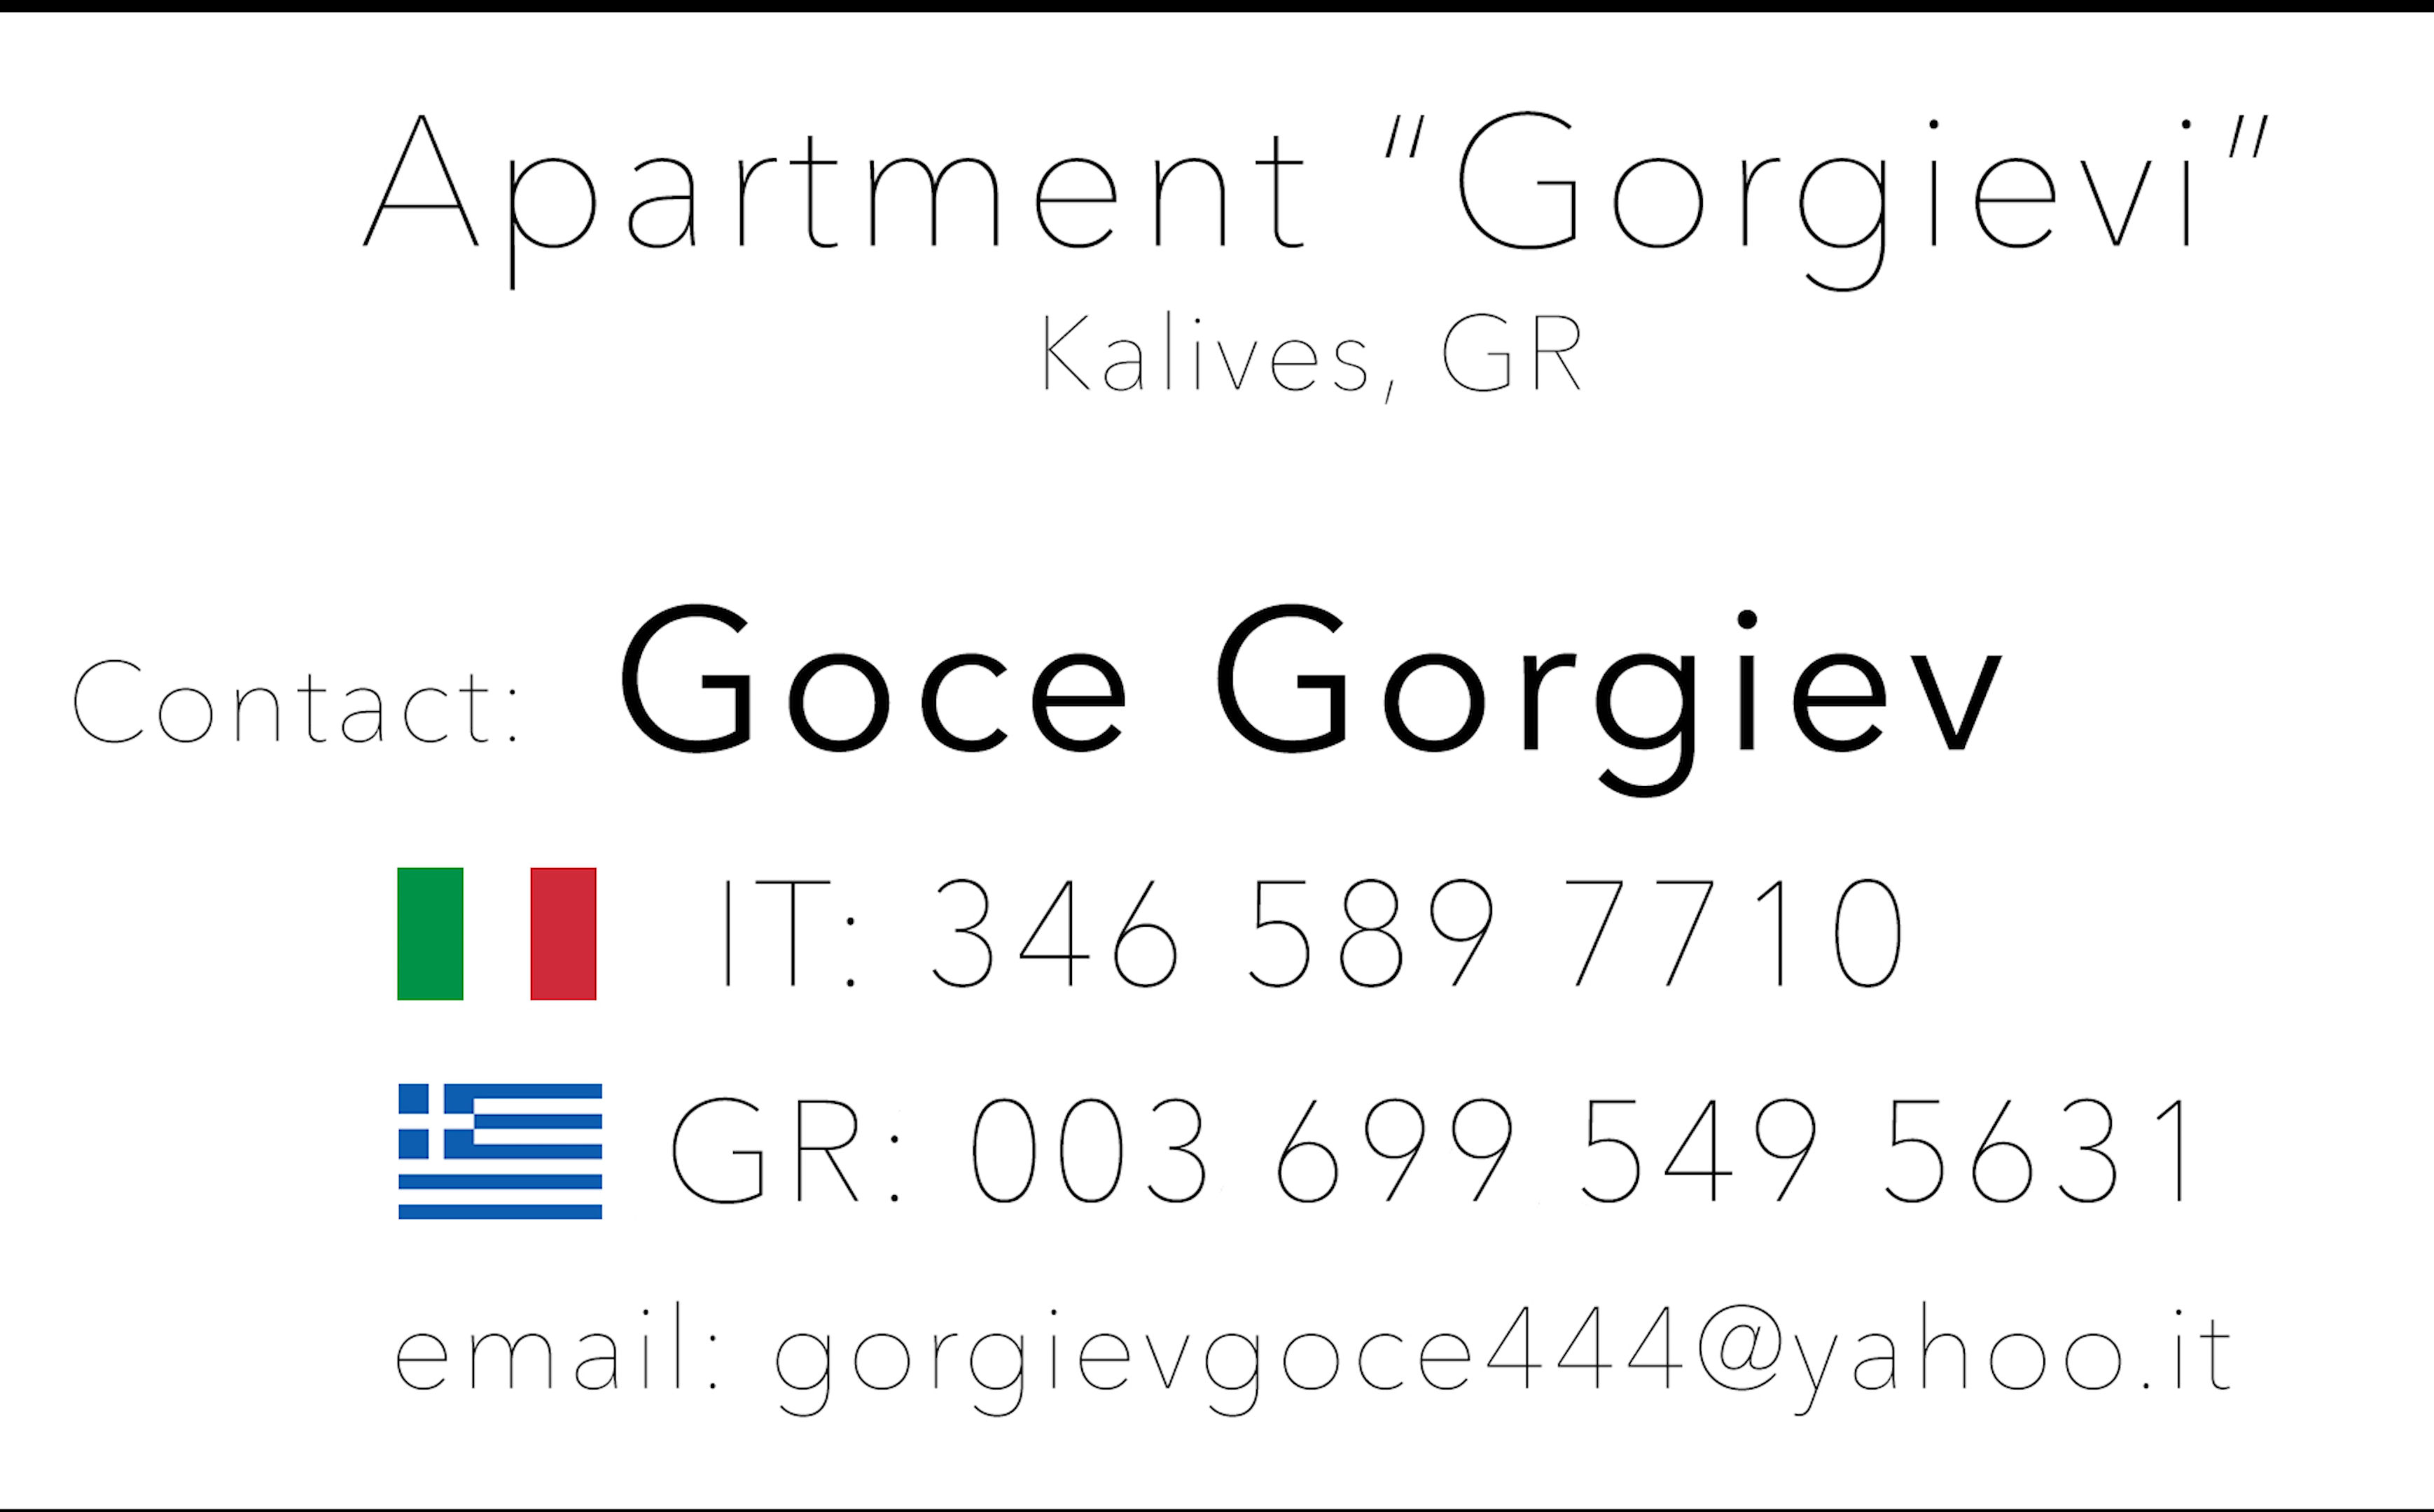 Apartment "Gorgievi"
Kalives, GR
Contact: Goce Gorgiev
IT: 346 589 7710
GR: 003 699 549 5631
email: gorgievgoce444@yahoo.it